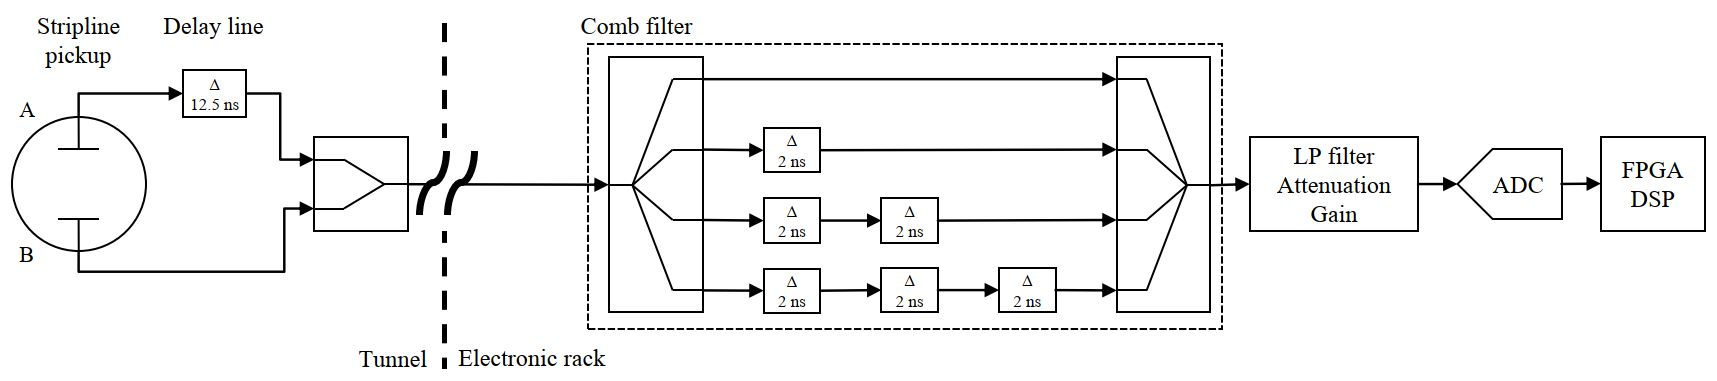 Stripline
pickup
Delay line
Comb filter
A
Δ
12.5 ns
B
Δ
2 ns
Δ
2 ns
Δ
2 ns
Δ
2 ns
Δ
2 ns
Δ
2 ns
LP filter
Attenuation
Gain
ADC
FPGA
DSP
Tunnel
Electronic rack